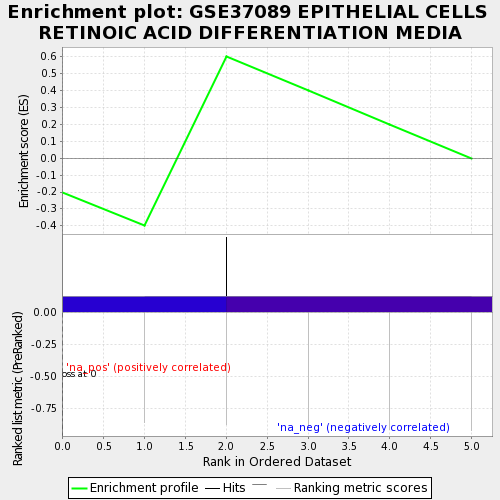 Enrichment plot: GSE37089 EPITHELIAL CELLS
RETINOIC ACID DIFFERENTIATION MEDIA
Enrichment score (ES)
0.6
0.5
0.4
0.3
0.2
0.1
0.0
-0.1
-0.2
-0.3
-0.4
Ranked list metric (PreRanked)
0.00
-0.25
-0.50
-0.75
'na_pos' (positively correlated)
oss at 0
'na_neg' (negatively correlated)
0.0 0.5 1.0 1.5 2.0 2.5 3.0 3.5 4.0 4.5 5.0
Rank in Ordered Dataset
Enrichment profile Hits Ranking metric scores